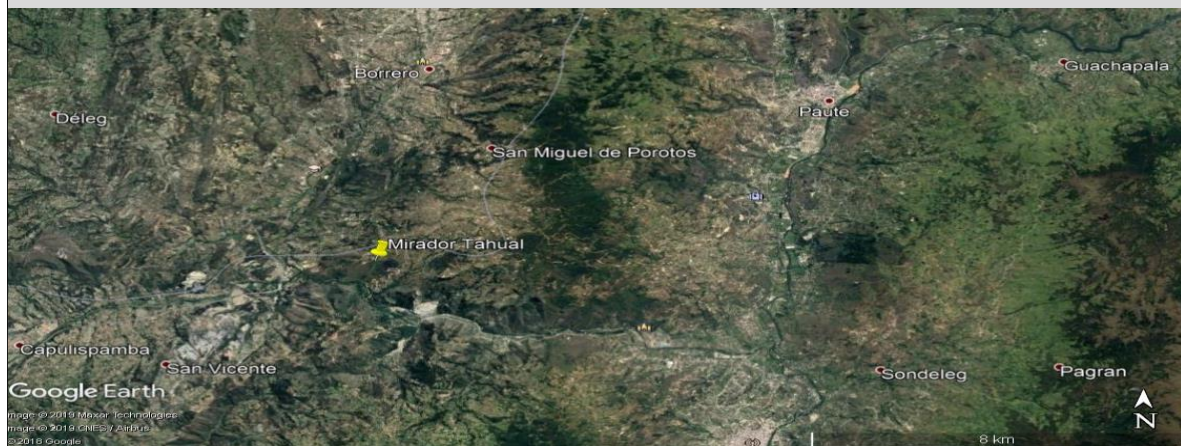 Borrero
Guachapala
Déleg
Paute
San Miguel de Porotos
Mirador Tahual
Capulispamba
San Vicente
Sondeleg
Pagran
Google Earth
Image © 2019 Maxar Technologies
Image © 2019 CNES / Airbus
© 2018 Google
N
8 km